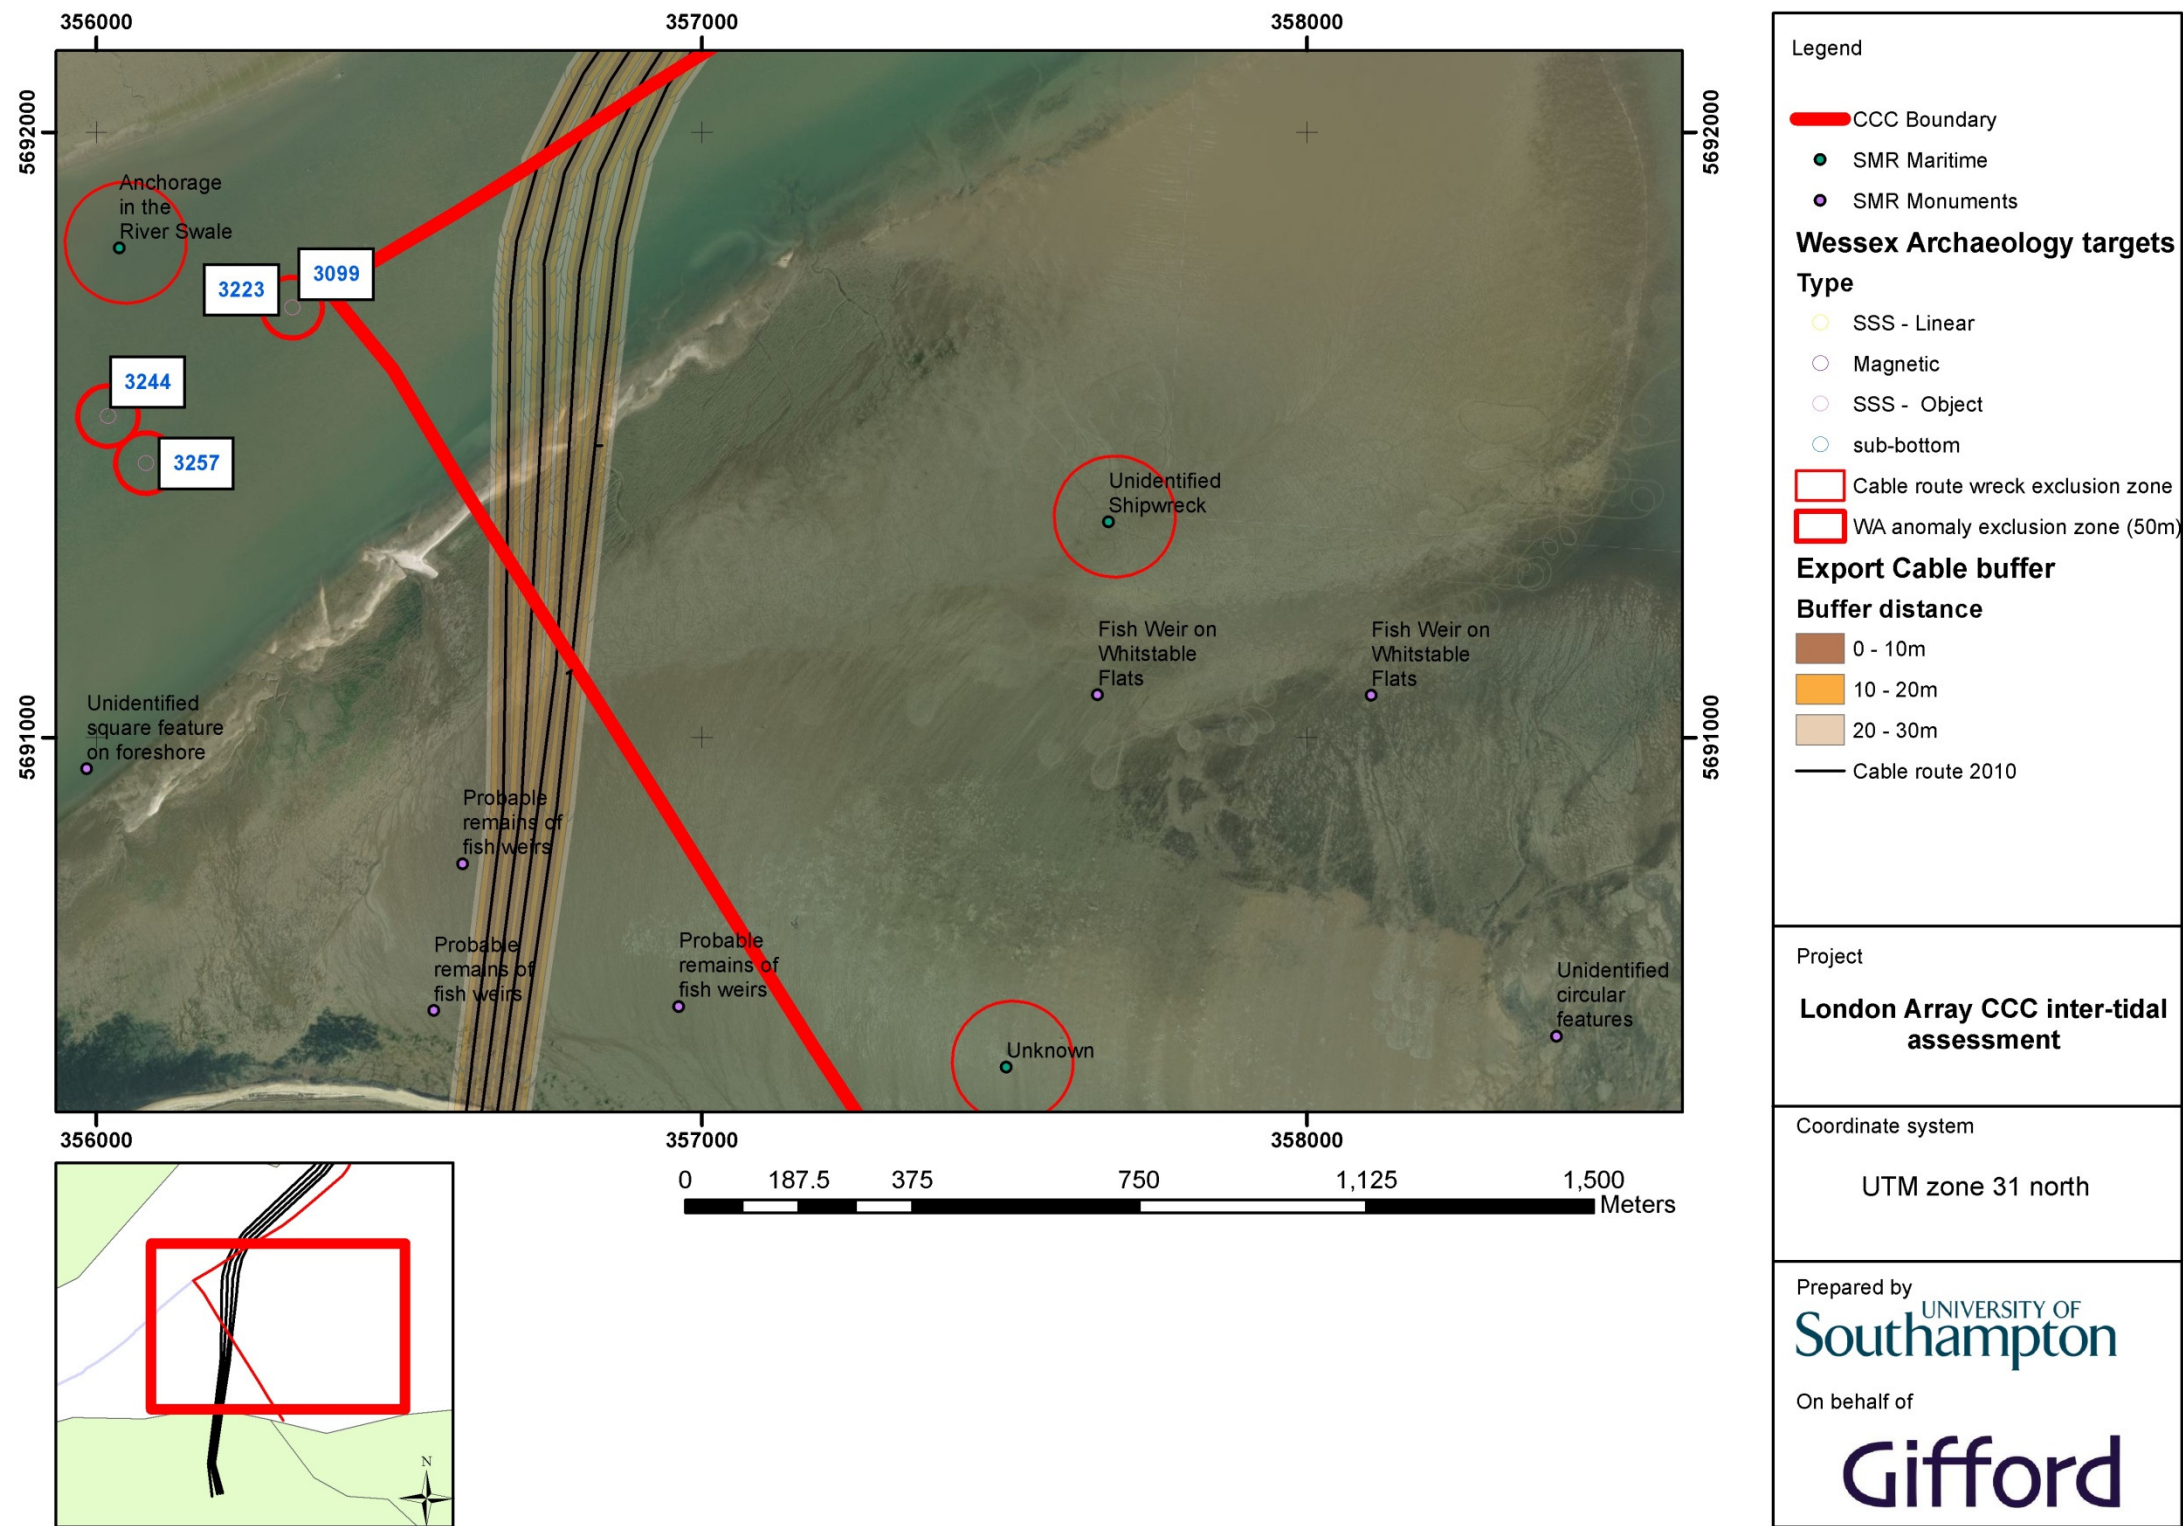 356000
357000
358000
5692000
5692000
5691000
5691000
Anchorage
in the
River Swale
3223
3099
3244
3257
Unidentified
Shipwreck
Fish Weir on
Whitstable
Flats
Fish Weir on
Whitstable
Flats
Unidentified
square feature
on foreshore
Probable
remains of
fish weirs
Probable
remains of
fish weirs
Probable
remains of
fish weirs
Unidentified
circular
features
Unknown
356000
357000
358000
0 187.5 375 750 1,125 1,500
Meters
N
Legend
CCC Boundary
SMR Maritime
SMR Monuments
Wessex Archaeology targets
Type
SSS - Linear
Magnetic
SSS - Object
sub-bottom
Cable route wreck exclusion zone
WA anomaly exclusion zone (50m)
Export Cable buffer
Buffer distance
0 - 10m
10 - 20m
20 - 30m
Cable route 2010
Project
London Array CCC inter-tidal
assessment
Coordinate system
UTM zone 31 north
Prepared by
UNIVERSITY OF
Southampton
On behalf of
Gifford